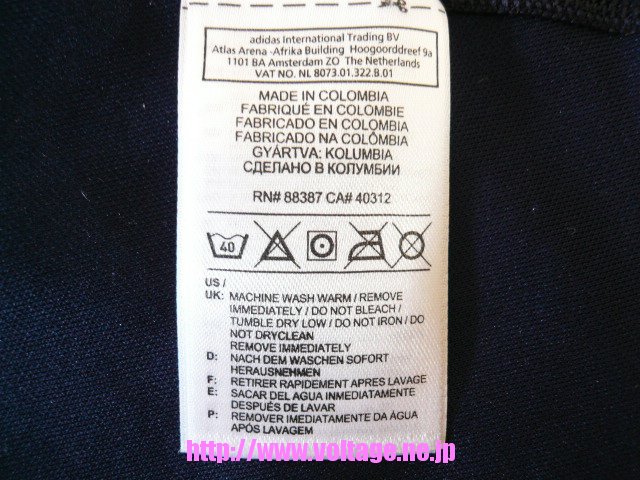 adidas International Trading BV
Atlas Arena -Afrika Building Hoogoorddreef 9a
1101 BA Amsterdam ZO The Netherlands
VAT NO. NL 8073.01.322.B.01
MADE IN COLOMBIA
FABRIQUÉ EN COLOMBIE
FABRICADO EN COLOMBIA
FABRICADO NA COLÔMBIA
GYÁRTVA: KOLUMBIA
СДЕЛАНО В КОЛУМБИИ
RN# 88387 CA# 40312
40
US /
UK: MACHINE WASH WARM / REMOVE
IMMEDIATELY / DO NOT BLEACH /
TUMBLE DRY LOW / DO NOT IRON / DO
NOT DRYCLEAN
REMOVE IMMEDIATELY
D: NACH DEM WASCHEN SOFORT
HERAUSNEHMEN
F: RETIRER RAPIDEMENT APRES LAVAGE
E: SACAR DEL AGUA INMEDIATAMENTE
DESPUÉS DE LAVAR
P: REMOVER IMEDIATAMENTE DA ÁGUA
APÓS LAVAGEM
http://www.voltage.ne.jp